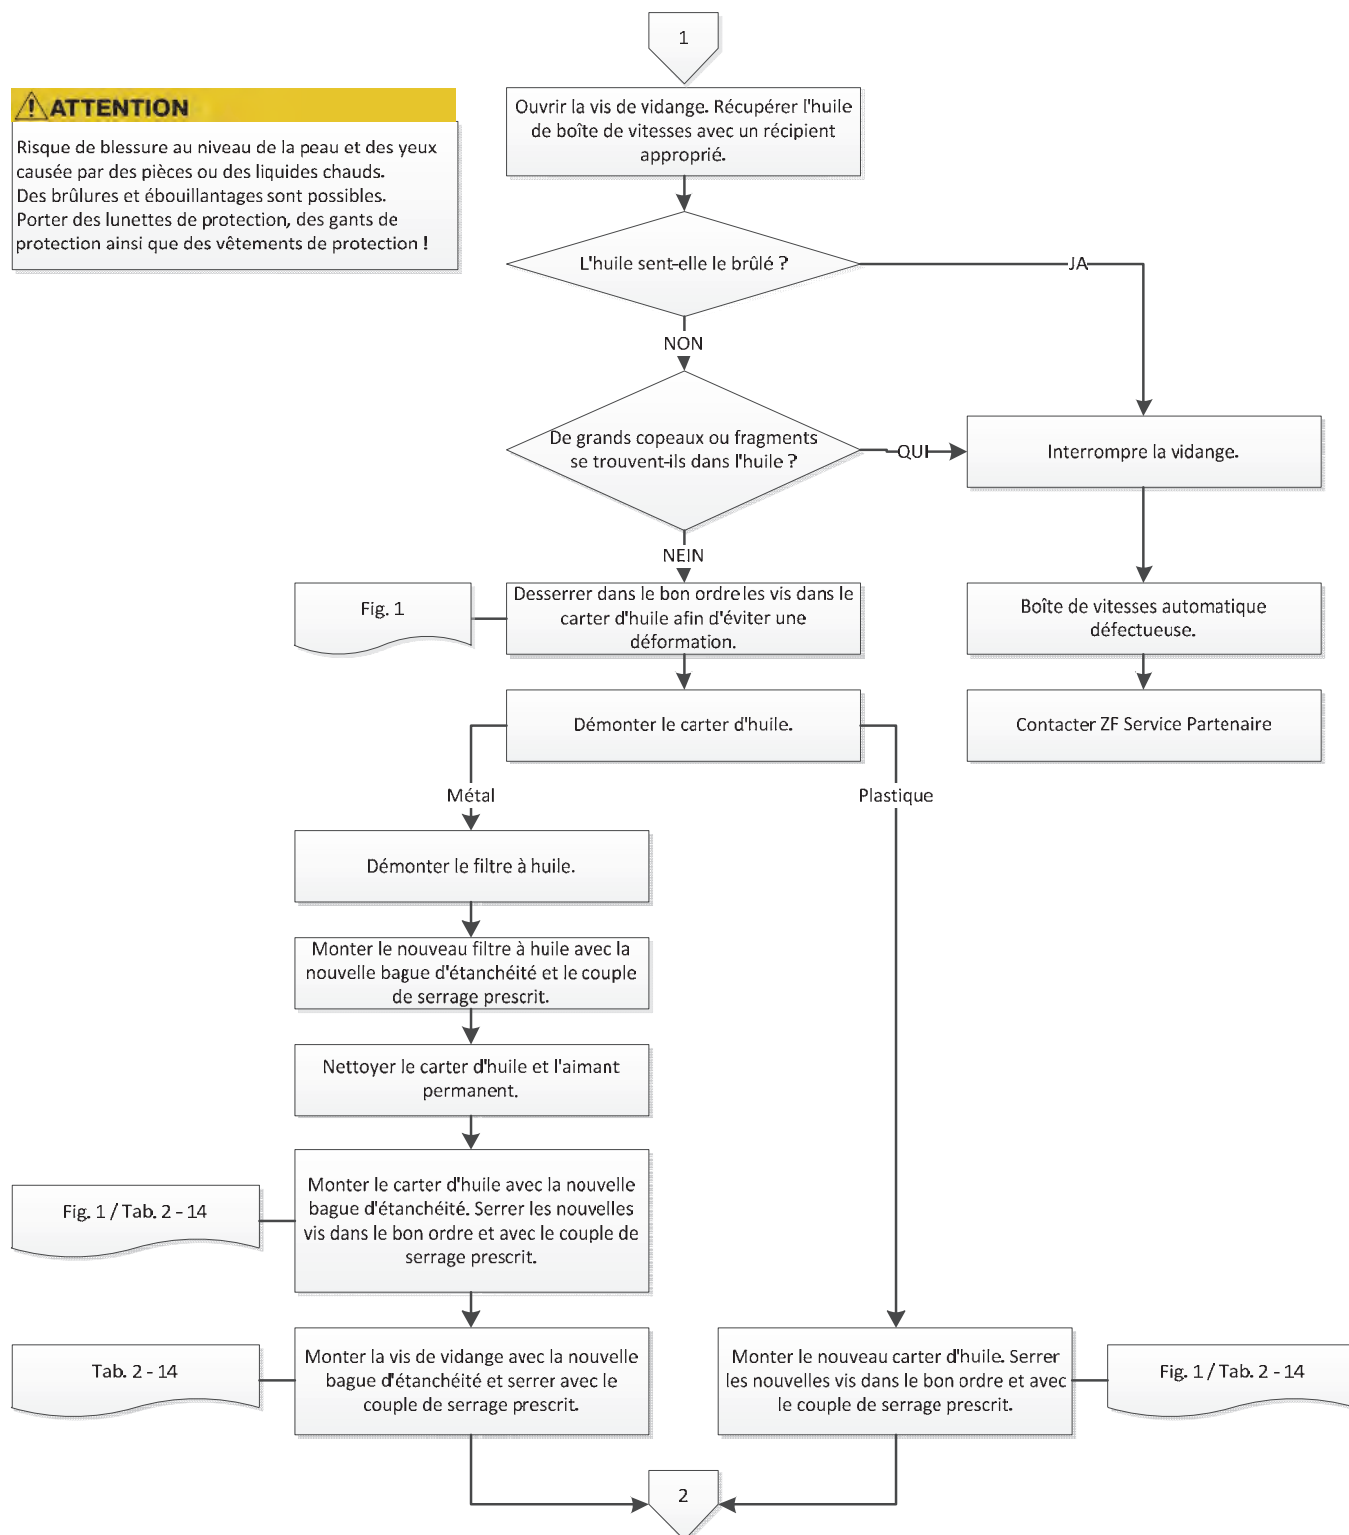 1
ATTENTION
Risque de blessure au niveau de la peau et des yeux
causée par des pièces ou des liquides chauds.
Des brûlures et ébouillantages sont possibles.
Porter des lunettes de protection, des gants de
protection ainsi que des vêtements de protection !
Ouvrir la vis de vidange. Récupérer l'huile
de boîte de vitesses avec un récipient
approprié.
L'huile sent-elle le brûlé ?
JA
NON
De grands copeaux ou fragments
se trouvent-ils dans l'huile ?
QUI
Interrompre la vidange.
NEIN
Fig. 1
Desserrer dans le bon ordre les vis dans le
carter d'huile afin d'éviter une
déformation.
Boîte de vitesses automatique
défectueuse.
Démonter le carter d'huile.
Contacter ZF Service Partenaire
Métal
Plastique
Démonter le filtre à huile.
Monter le nouveau filtre à huile avec la
nouvelle bague d'étanchéité et le couple
de serrage prescrit.
Nettoyer le carter d'huile et l'aimant
permanent.
Fig. 1 / Tab. 2 - 14
Monter le carter d'huile avec la nouvelle
bague d'étanchéité. Serrer les nouvelles
vis dans le bon ordre et avec le couple de
serrage prescrit.
Tab. 2 - 14
Monter la vis de vidange avec la nouvelle
bague d'étanchéité et serrer avec le
couple de serrage prescrit.
Monter le nouveau carter d'huile. Serrer
les nouvelles vis dans le bon ordre et avec
le couple de serrage prescrit.
Fig. 1 / Tab. 2 - 14
2